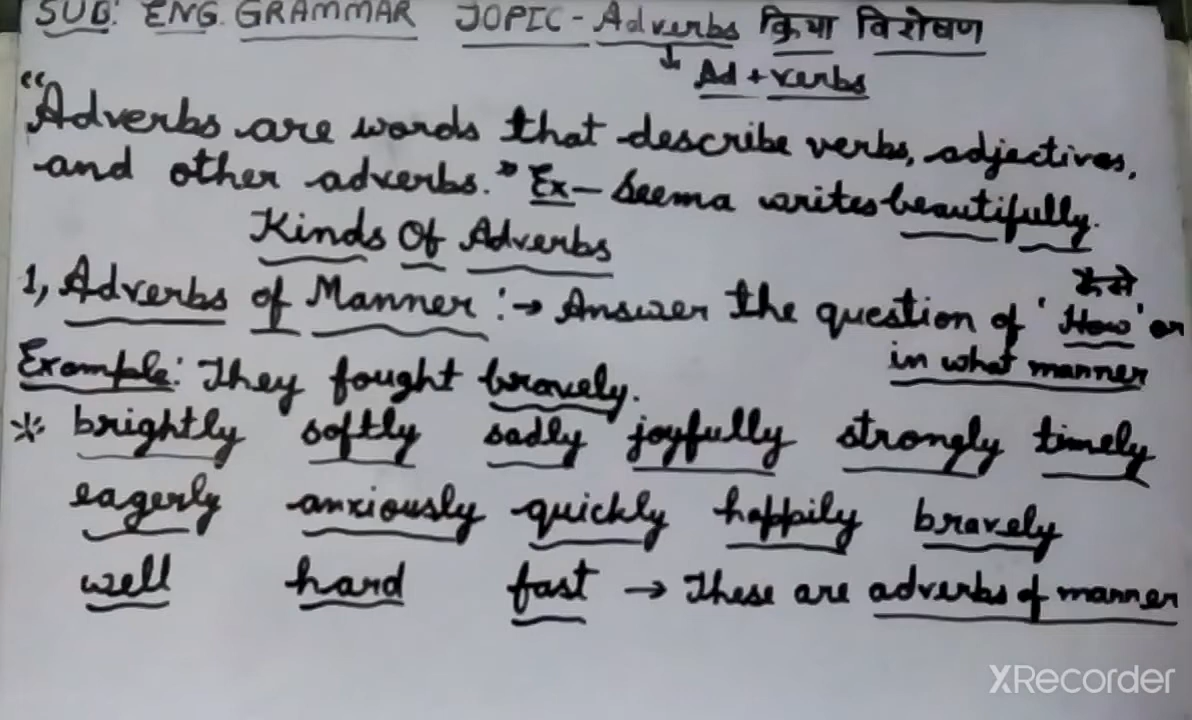 SUB: ENG. GRAMMAR TOPIC - Adverbs क्रिया विशेषण
↓ Ad + verbs
"Adverbs are words that describe verbs, adjectives,
and other adverbs." Ex- Seema writes beautifully.
Kinds Of Adverbs
कैसे
1, Adverbs of Manner :→ Answer the question of 'How' or
in what manner
Example: They fought bravely.
* brightly softly sadly joyfully strongly timely
eagerly anxiously quickly happily bravely
well hard fast → These are adverbs of manner
XRecorder